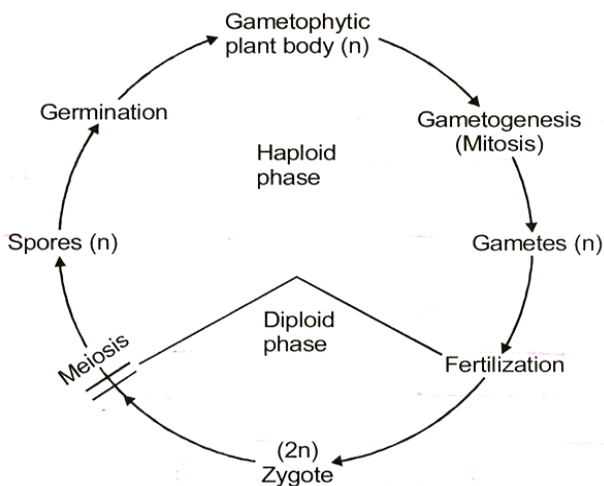 Gametophytic
plant body (n)
Germination
Gametogenesis
(Mitosis)
Haploid
phase
Spores (n)
Gametes (n)
Diploid
phase
Meiosis
Fertilization
(2n)
Zygote